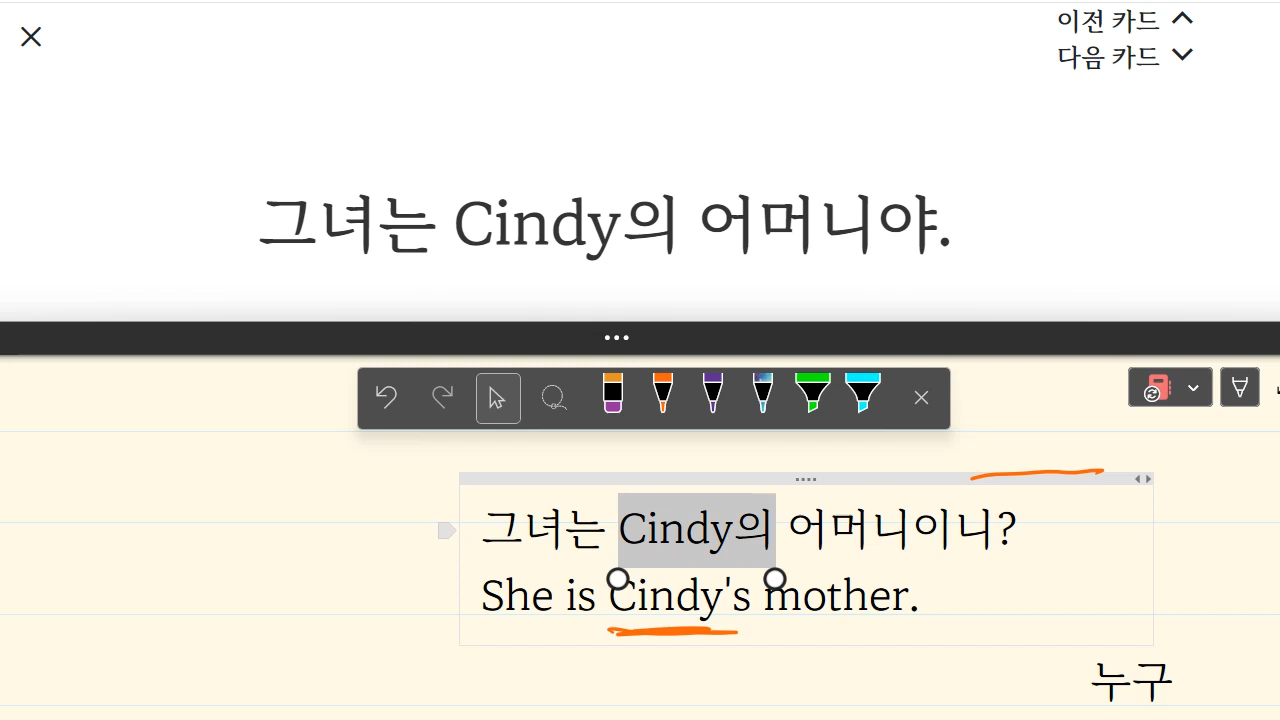 이전 카드
다음 카드
그녀는 Cindy의 어머니야.
그녀는 Cindy의 어머니이니?
She is Cindy's mother.
누구